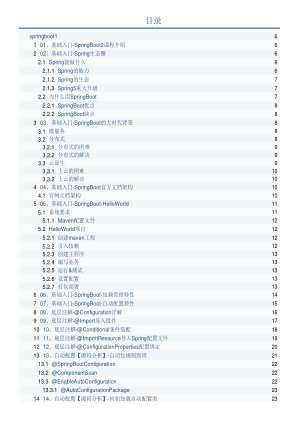 目录
springboot1 6
1 01、基础入门-SpringBoot2课程介绍 6
2 02、基础入门-Spring生态圈 6
2.1 Spring能做什么 6
2.1.1 Spring的能力 6
2.1.2 Spring的生态 7
2.1.3 Spring5重大升级 7
2.2 为什么用SpringBoot 7
2.2.1 SpringBoot优点 8
2.2.2 SpringBoot缺点 8
3 03、基础入门-SpringBoot的大时代背景 8
3.1 微服务 8
3.2 分布式 8
3.2.1 分布式的困难 9
3.2.2 分布式的解决 9
3.3 云原生 9
3.3.1 上云的困难 10
3.3.2 上云的解决 10
4 04、基础入门-SpringBoot官方文档架构 10
4.1 官网文档架构 10
5 05、基础入门-SpringBoot-HelloWorld 11
5.1 系统要求 11
5.1.1 Maven配置文件 12
5.2 HelloWorld项目 12
5.2.1 创建maven工程 12
5.2.2 引入依赖 12
5.2.3 创建主程序 13
5.2.4 编写业务 13
5.2.5 运行&测试 13
5.2.6 设置配置 13
5.2.7 打包部署 13
6 06、基础入门-SpringBoot-依赖管理特性 14
7 07、基础入门-SpringBoot-自动配置特性 15
8 08、底层注解-@Configuration详解 16
9 09、底层注解-@Import导入组件 17
10 10、底层注解-@Conditional条件装配 18
11 11、底层注解-@ImportResource导入Spring配置文件 19
12 12、底层注解-@ConfigurationProperties配置绑定 20
13 13、自动配置【源码分析】-自动包规则原理 21
13.1 @SpringBootConfiguration 22
13.2 @ComponentScan 22
13.3 @EnableAutoConfiguration 22
13.3.1 @AutoConfigurationPackage 23
14 14、自动配置【源码分析】-初始加载自动配置类 23